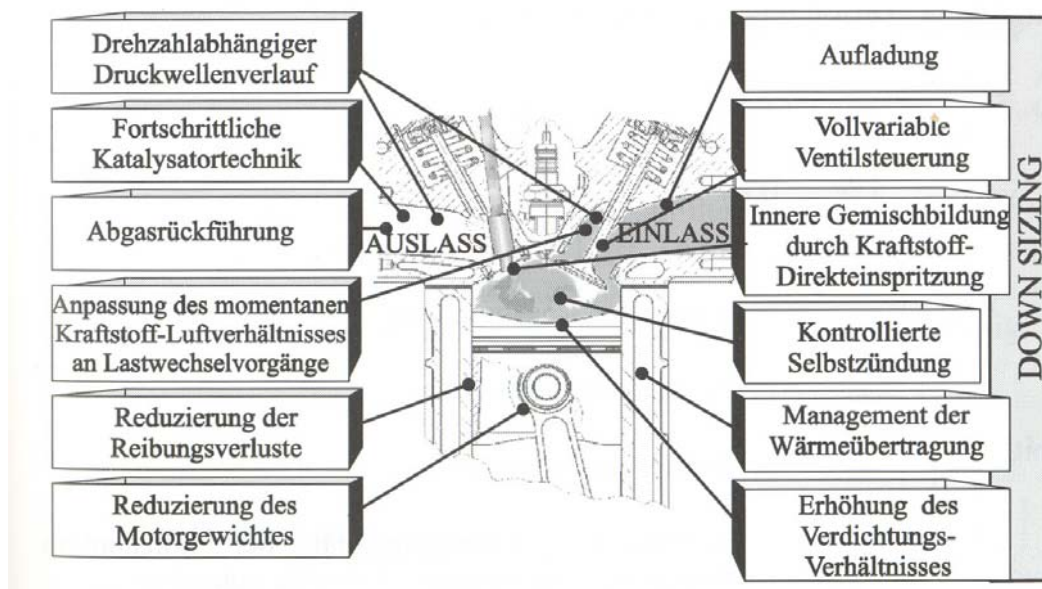 Drehzahlabhängiger
Druckwellenverlauf
Fortschrittliche
Katalysatortechnik
Abgasrückführung
Anpassung des momentanen
Kraftstoff-Luftverhältnisses
an Lastwechselvorgänge
Reduzierung der
Reibungsverluste
Reduzierung des
Motorgewichtes
AUSLASS
EINLASS
Aufladung
Vollvariable
Ventilsteuerung
Innere Gemischbildung
durch Kraftstoff-
Direkteinspritzung
Kontrollierte
Selbstzündung
Management der
Wärmeübertragung
Erhöhung des
Verdichtungs-
Verhältnisses
DOWN SIZING